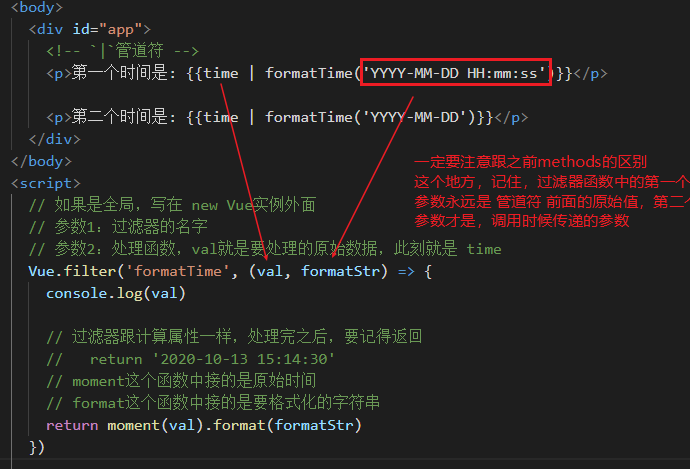 <body>
<div id="app">
<!-- `|`管道符 -->
<p>第一个时间是: {{time | formatTime('YYYY-MM-DD HH:mm:ss')}}</p>
<p>第二个时间是: {{time | formatTime('YYYY-MM-DD')}}</p>
</div>
</body>
一定要注意跟之前methods的区别
这个地方，记住，过滤器函数中的第一个
参数永远是 管道符 前面的原始值，第二个
参数才是，调用时候传递的参数
<script>
// 如果是全局，写在 new Vue实例外面
// 参数1: 过滤器的名字
// 参数2: 处理函数，val就是要处理的原始数据，此刻就是 time
Vue.filter('formatTime', (val, formatStr) => {
console.log(val)
// 过滤器跟计算属性一样，处理完之后，要记得返回
//   return '2020-10-13 15:14:30'
// moment这个函数中接的是原始时间
// format这个函数中接的是要格式化的字符串
return moment(val).format(formatStr)
})